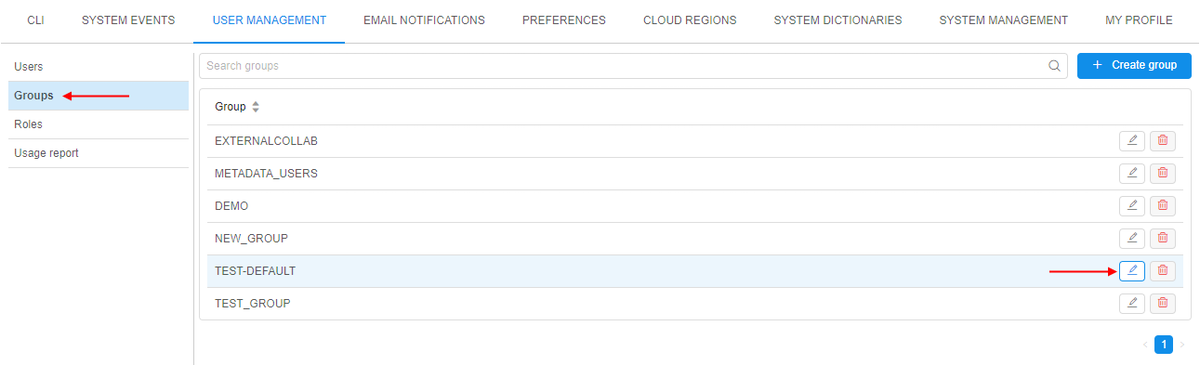 CLI SYSTEM EVENTS USER MANAGEMENT EMAIL NOTIFICATIONS PREFERENCES CLOUD REGIONS SYSTEM DICTIONARIES SYSTEM MANAGEMENT MY PROFILE
Users
Groups
Roles
Usage report
Search groups
+ Create group
Group
EXTERNALCOLLAB
METADATA_USERS
DEMO
NEW_GROUP
TEST-DEFAULT
TEST_GROUP
1